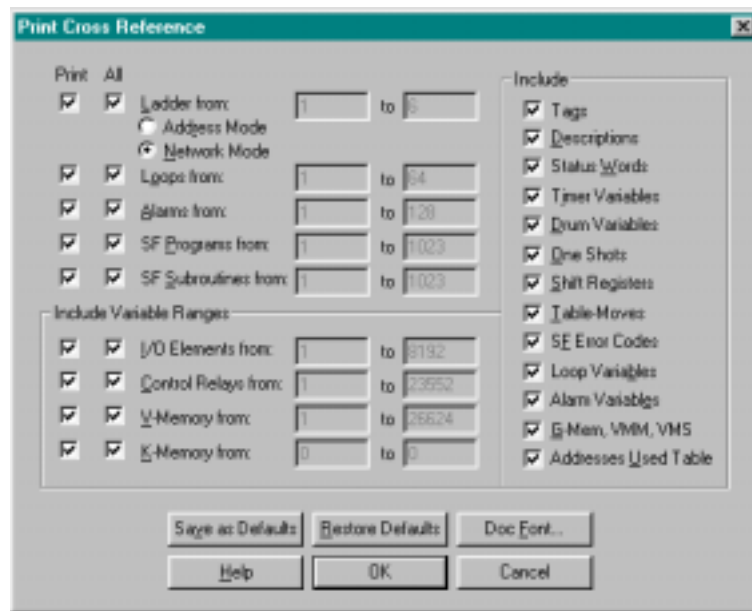 Print Cross Reference
Print All
Ladder from: 1 to 6
Address Mode
Network Mode
Loops from: 1 to 64
Alarms from: 1 to 128
SF Programs from: 1 to 1023
SF Subroutines from: 1 to 1023
Include Variable Ranges
I/O Elements from: 1 to 8192
Control Relays from: 1 to 23552
V-Memory from: 1 to 26624
K-Memory from: 0 to 0
Include
Tags
Descriptions
Status Words
Timer Variables
Drum Variables
One Shots
Shift Registers
Table-Moves
SF Error Codes
Loop Variables
Alarm Variables
G-Mem, VMM, VMS
Addresses Used Table
Save as Defaults Restore Defaults Doc Font...
Help OK Cancel